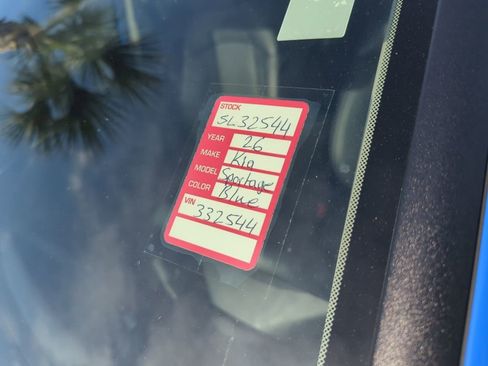 STOCK
SL32544
YEAR 26
MAKE Kia
MODEL Sportage
COLOR Blue
VIN 332544